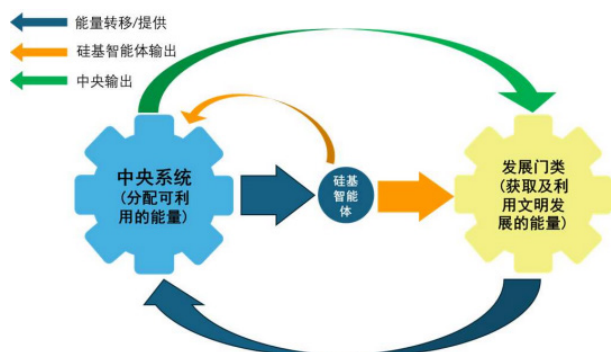 能量转移/提供
硅基智能体输出
中央输出
中央系统
(分配可利
用的能量)
硅基
智能
体
发展门类
(获取及利
用文明发
展的能量)